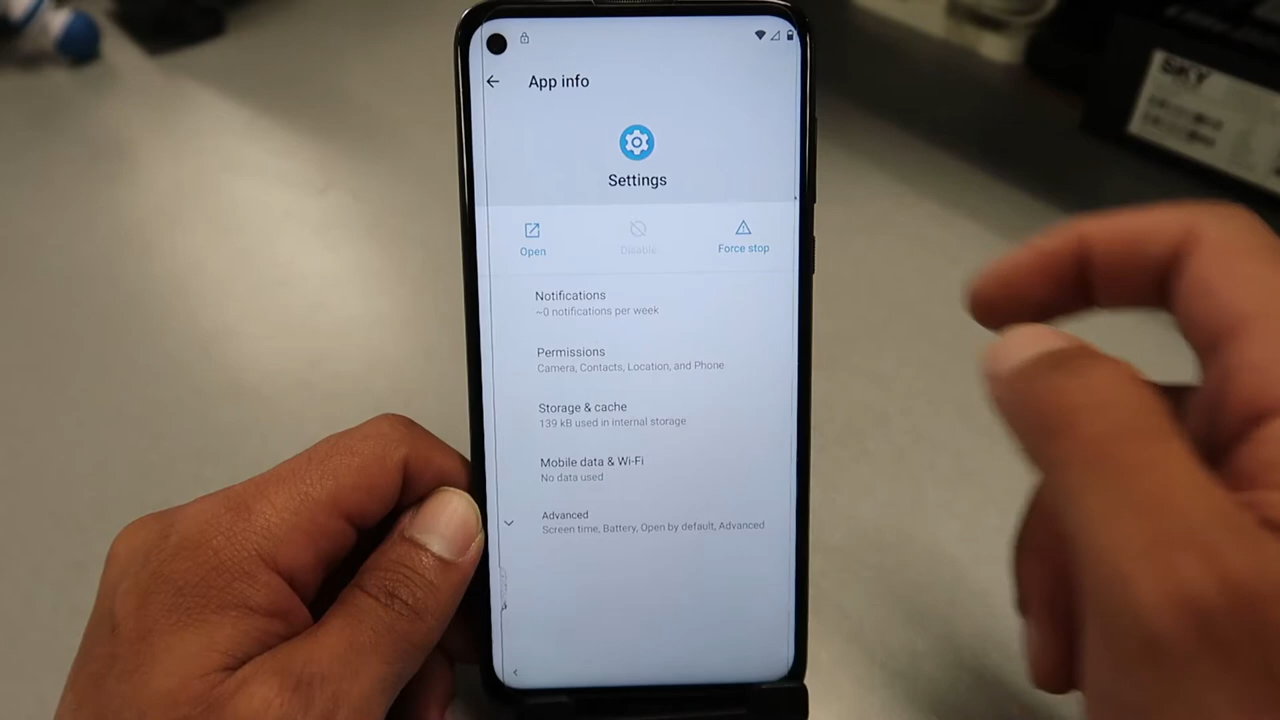 App info
Settings
Open
Disable
Force stop
Notifications
~0 notifications per week
Permissions
Camera, Contacts, Location, and Phone
Storage & cache
139 kB used in internal storage
Mobile data & Wi-Fi
No data used
Advanced
Screen time, Battery, Open by default, Advanced
SKY